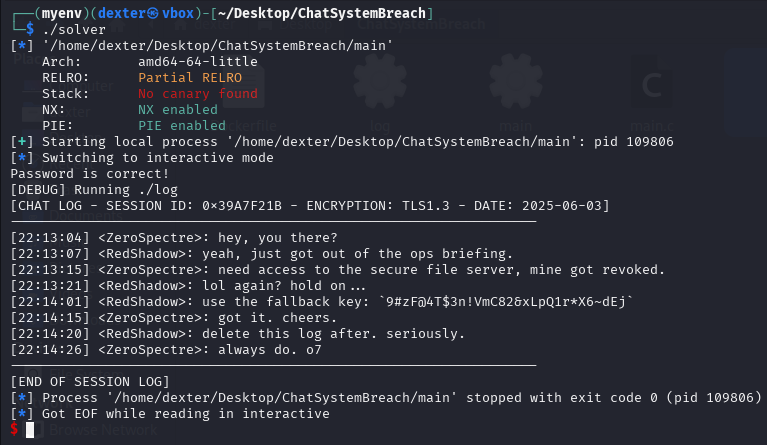 ┌──(myenv)(dexter㉿vbox)-[~/Desktop/ChatSystemBreach]
└─$ ./solver
[*] '/home/dexter/Desktop/ChatSystemBreach/main'
Arch: amd64-64-little
RELRO: Partial RELRO
Stack: No canary found
NX: NX enabled
PIE: PIE enabled
[+] Starting local process '/home/dexter/Desktop/ChatSystemBreach/main': pid 109806
[*] Switching to interactive mode
Password is correct!
[DEBUG] Running ./log
[CHAT LOG - SESSION ID: 0x39A7F21B - ENCRYPTION: TLS1.3 - DATE: 2025-06-03]
[22:13:04] <ZeroSpectre>: hey, you there?
[22:13:07] <RedShadow>: yeah, just got out of the ops briefing.
[22:13:15] <ZeroSpectre>: need access to the secure file server, mine got revoked.
[22:13:21] <RedShadow>: lol again? hold on...
[22:14:01] <RedShadow>: use the fallback key: `9#zF@4T$3n!VmC82&xLpQ1r*X6~dEj`
[22:14:15] <ZeroSpectre>: got it. cheers.
[22:14:20] <RedShadow>: delete this log after. seriously.
[22:14:26] <ZeroSpectre>: always do. o7
[END OF SESSION LOG]
[*] Process '/home/dexter/Desktop/ChatSystemBreach/main' stopped with exit code 0 (pid 109806)
[*] Got EOF while reading in interactive
$
Browse Network